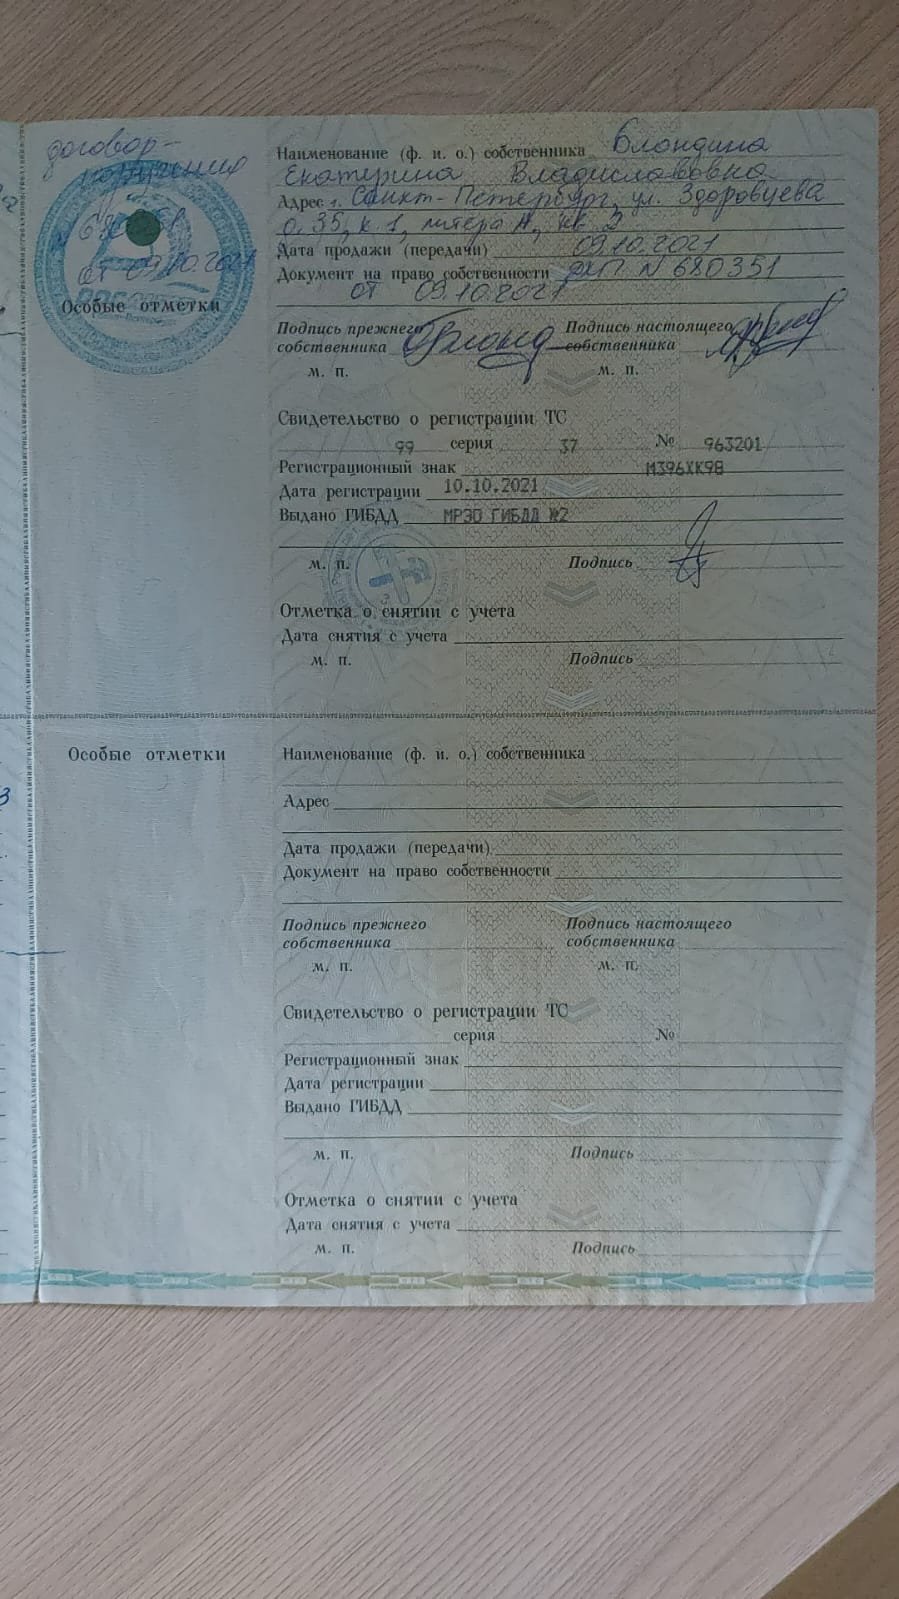 договор-
поручения
от 09.10.2021
Особые отметки
Наименование (ф. и. о.) собственника Блондина
Екатерина Владиславовна
Адрес г. Санкт-Петербург, ул. Здоровцева
д. 35, к. 1, литера А, кв. 2
Дата продажи (передачи) 09.10.2021
Документ на право собственности ДКП N 680351
от 09.10.2021
Подпись прежнего Подпись настоящего
собственника собственника
м. п. м. п.
Свидетельство о регистрации ТС
99 серия 37 № 963201
Регистрационный знак М396ХК98
Дата регистрации 10.10.2021
Выдано ГИБДД МРЭО ГИБДД №2
м. п. Подпись
Отметка о снятии с учета
Дата снятия с учета
м. п. Подпись
Особые отметки
Наименование (ф. и. о.) собственника
Адрес
Дата продажи (передачи)
Документ на право собственности
Подпись прежнего Подпись настоящего
собственника собственника
м. п. м. п.
Свидетельство о регистрации ТС
серия №
Регистрационный знак
Дата регистрации
Выдано ГИБДД
м. п. Подпись
Отметка о снятии с учета
Дата снятия с учета
м. п. Подпись